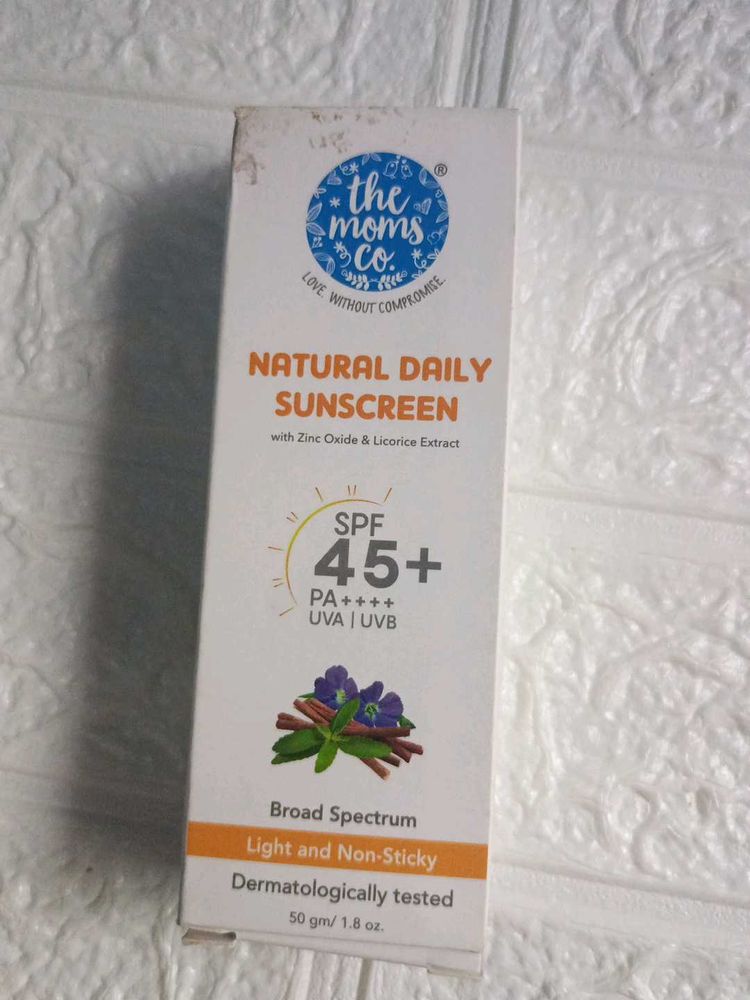 the
moms
co.
®
LOVE. WITHOUT COMPROMISE.
NATURAL DAILY
SUNSCREEN
with Zinc Oxide & Licorice Extract
SPF
45+
PA++++
UVA | UVB
Broad Spectrum
Light and Non-Sticky
Dermatologically tested
50 gm/ 1.8 oz.